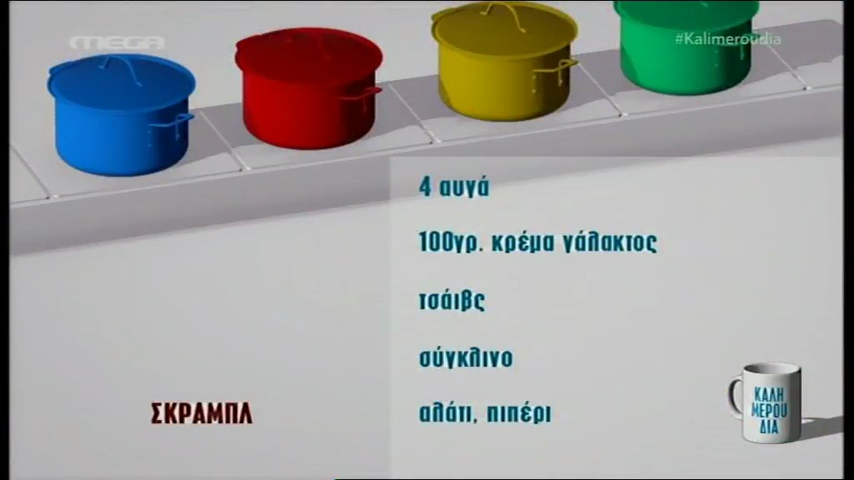 MEGA
#Kalimeroudia
4 αυγά
100γρ. κρέμα γάλακτος
τσάιβς
σύγκλινο
αλάτι, πιπέρι
ΣΚΡΑΜΠΛ
ΚΑΛΗ
ΜΕΡΟΥ
ΔΙΑ